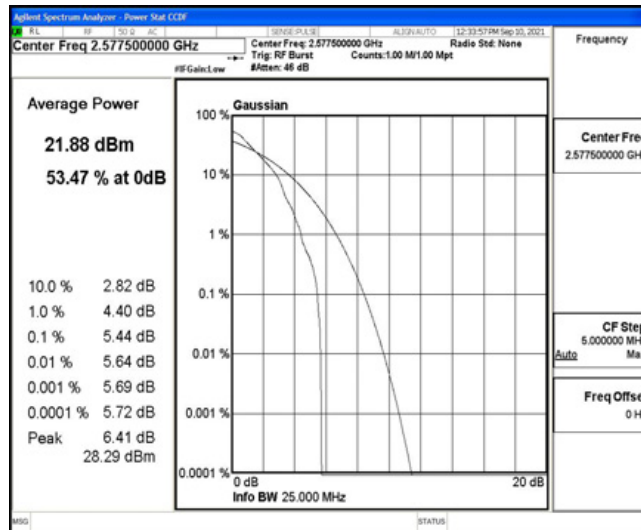 Agilent Spectrum Analyzer - Power Stat CCDF
RL RF 50 Ω AC SENSE:PULSE ALIGN AUTO 12:33:57 PM Sep 10, 2021
Center Freq 2.577500000 GHz
Center Freq: 2.577500000 GHz Radio Std: None
Trig: RF Burst Counts:1.00 M/1.00 Mpt
#IFGain:Low #Atten: 46 dB
Frequency
Average Power
21.88 dBm
53.47 % at 0dB
10.0 % 2.82 dB
1.0 % 4.40 dB
0.1 % 5.44 dB
0.01 % 5.64 dB
0.001 % 5.69 dB
0.0001 % 5.72 dB
Peak 6.41 dB
28.29 dBm
Gaussian
100 %
10 %
1 %
0.1 %
0.01 %
0.001 %
0.0001 %
0 dB 20 dB
Info BW 25.000 MHz
Center Fre
2.577500000 GH
CF Step
5.000000 MH
Auto Ma
Freq Offse
0 H
MSG STATUS